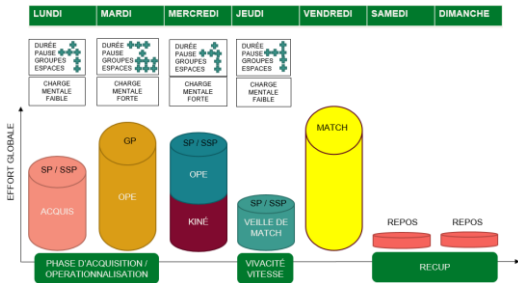 LUNDI MARDI MERCREDI JEUDI VENDREDI SAMEDI DIMANCHE
DURÉE
PAUSE
GROUPES
ESPACES
CHARGE
MENTALE
FAIBLE
DURÉE
PAUSE
GROUPES
ESPACES
CHARGE
MENTALE
FORTE
DURÉE
PAUSE
GROUPES
ESPACES
CHARGE
MENTALE
FORTE
DURÉE
PAUSE
GROUPES
ESPACES
CHARGE
MENTALE
FAIBLE
EFFORT GLOBALE
SP / SSP
ACQUIS
GP
OPE
SP / SSP
OPE
KINÉ
SP / SSP
VEILLE DE
MATCH
MATCH
REPOS
REPOS
PHASE D'ACQUISITION /
OPERATIONNALISATION
VIVACITÉ
VITESSE
RECUP